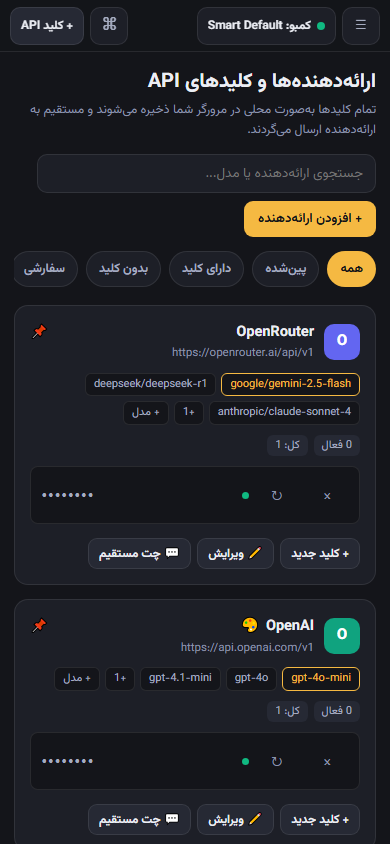 ☰
کمبو: Smart Default
⌘
+ کلید API
ارائه‌دهنده‌ها و کلیدهای API
تمام کلیدها به‌صورت محلی در مرورگر شما ذخیره می‌شوند و مستقیم به
ارائه‌دهنده ارسال می‌گردند.
جستجوی ارائه‌دهنده یا مدل...
+ افزودن ارائه‌دهنده
همه
پین‌شده
دارای کلید
بدون کلید
سفارشی
O
OpenRouter
https://openrouter.ai/api/v1
google/gemini-2.5-flash
deepseek/deepseek-r1
anthropic/claude-sonnet-4
+1
+ مدل
0 فعال
کل: 1
×
↻
••••••••
+ کلید جدید
ویرایش
چت مستقیم
O
OpenAI
https://api.openai.com/v1
gpt-4o-mini
gpt-4o
gpt-4.1-mini
+1
+ مدل
0 فعال
کل: 1
×
↻
••••••••
+ کلید جدید
ویرایش
چت مستقیم